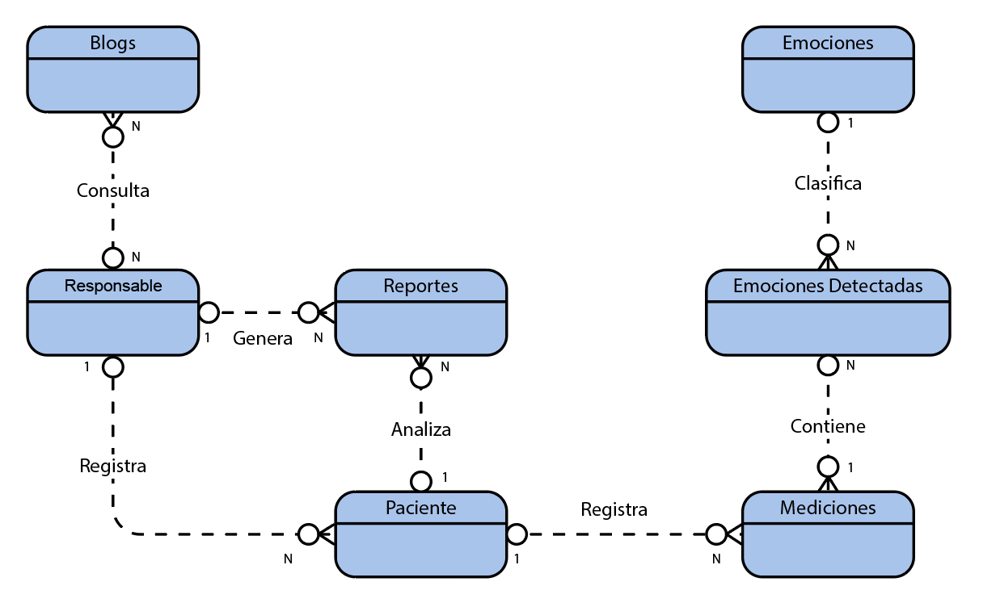 Blogs
Emociones
N
1
Consulta
Clasifica
N
N
Responsable
Reportes
Emociones Detectadas
1
Genera
N
1
N
N
Analiza
Contiene
Registra
1
1
Paciente
Registra
Mediciones
N
1
N